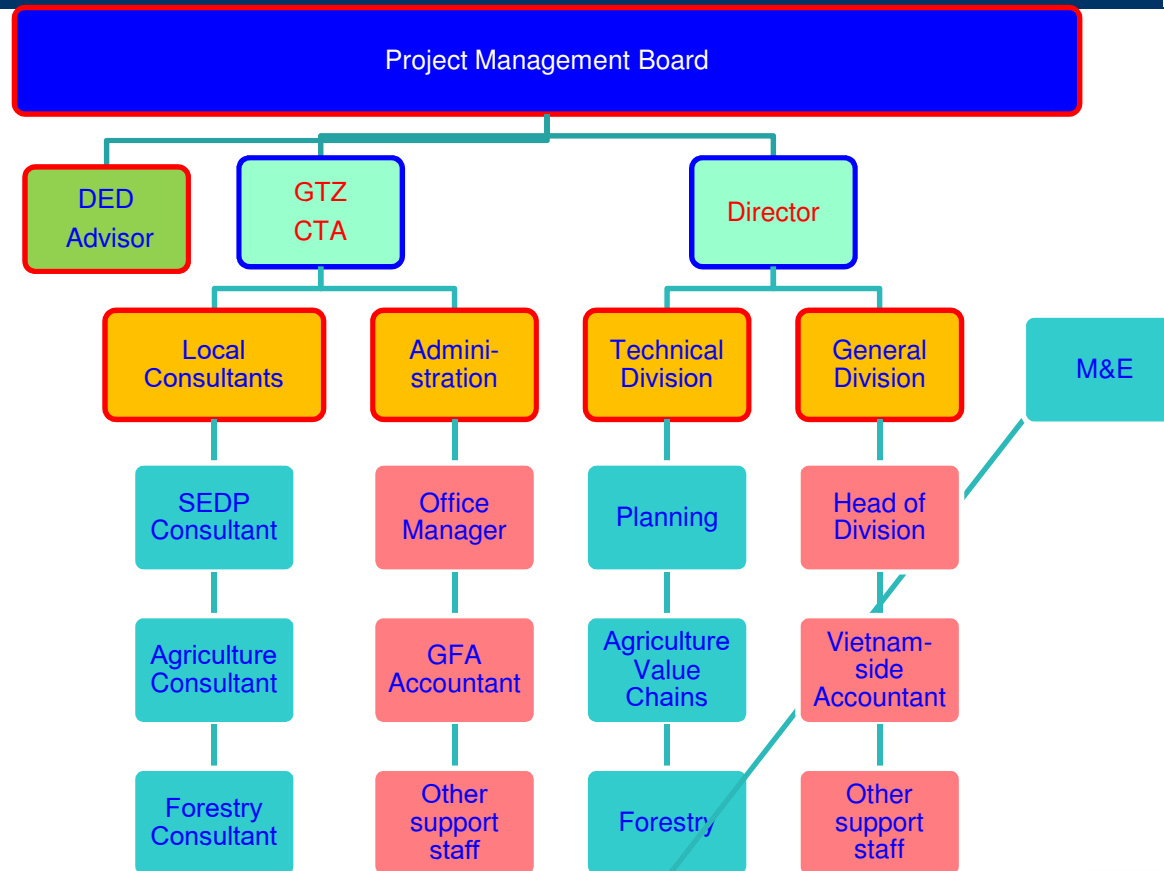 Project Management Board
DED
Advisor
GTZ
CTA
Director
Local
Consultants
Admini-
stration
Technical
Division
General
Division
M&E
SEDP
Consultant
Office
Manager
Planning
Head of
Division
Agriculture
Consultant
GFA
Accountant
Agriculture
Value
Chains
Vietnam-
side
Accountant
Forestry
Consultant
Other
support
staff
Forestry
Other
support
staff